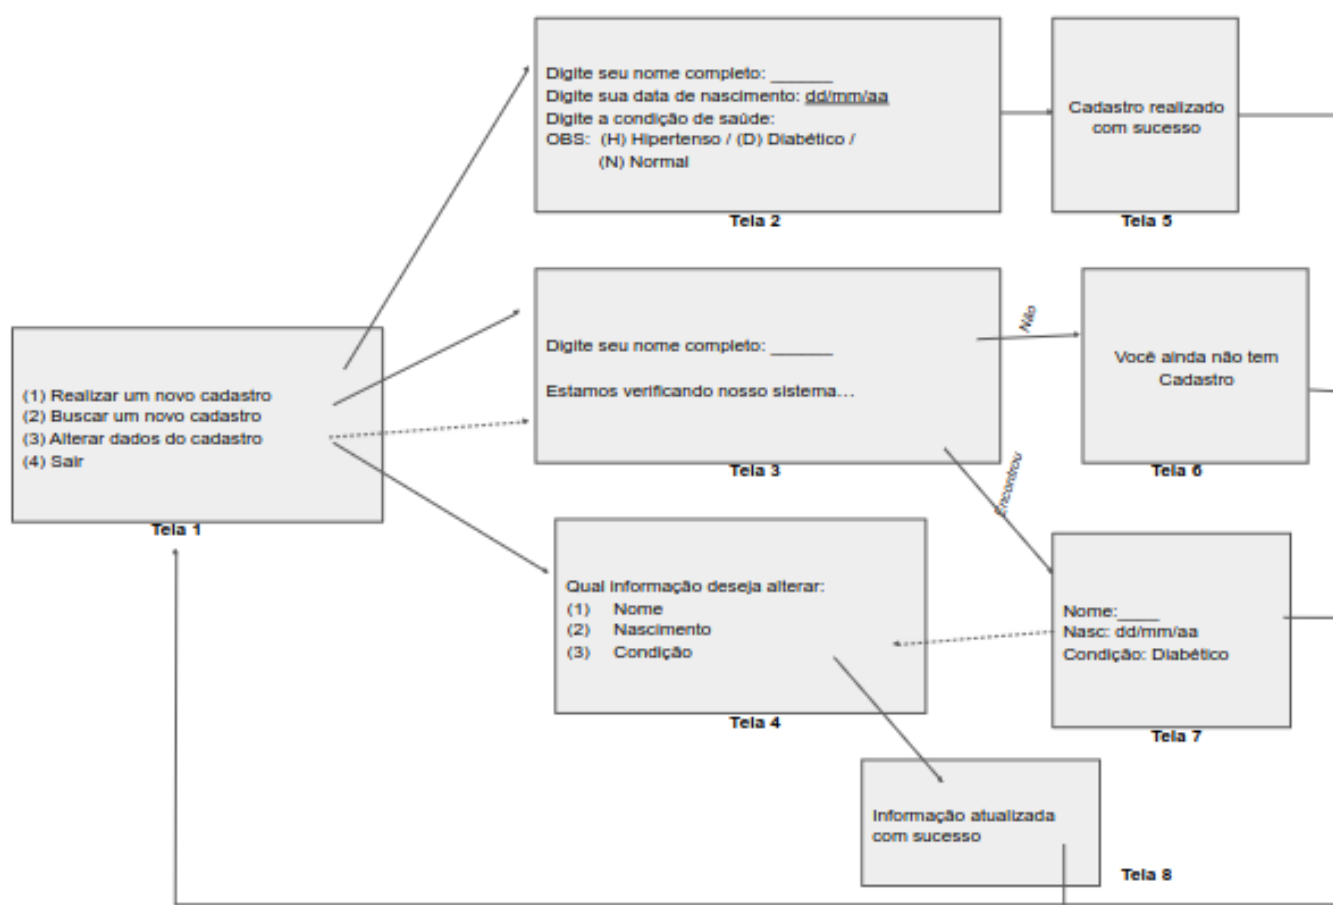 Digite seu nome completo: ______
Digite sua data de nascimento: dd/mm/aa
Digite a condição de saúde:
OBS: (H) Hipertenso / (D) Diabético /
(N) Normal
Tela 2
Cadastro realizado
com sucesso
Tela 5
(1) Realizar um novo cadastro
(2) Buscar um novo cadastro
(3) Alterar dados do cadastro
(4) Sair
Tela 1
Digite seu nome completo: ______
Estamos verificando nosso sistema...
Tela 3
Não
Você ainda não tem
Cadastro
Tela 6
Encontrou
Qual informação deseja alterar:
(1) Nome
(2) Nascimento
(3) Condição
Tela 4
Nome:____
Nasc: dd/mm/aa
Condição: Diabético
Tela 7
Informação atualizada
com sucesso
Tela 8